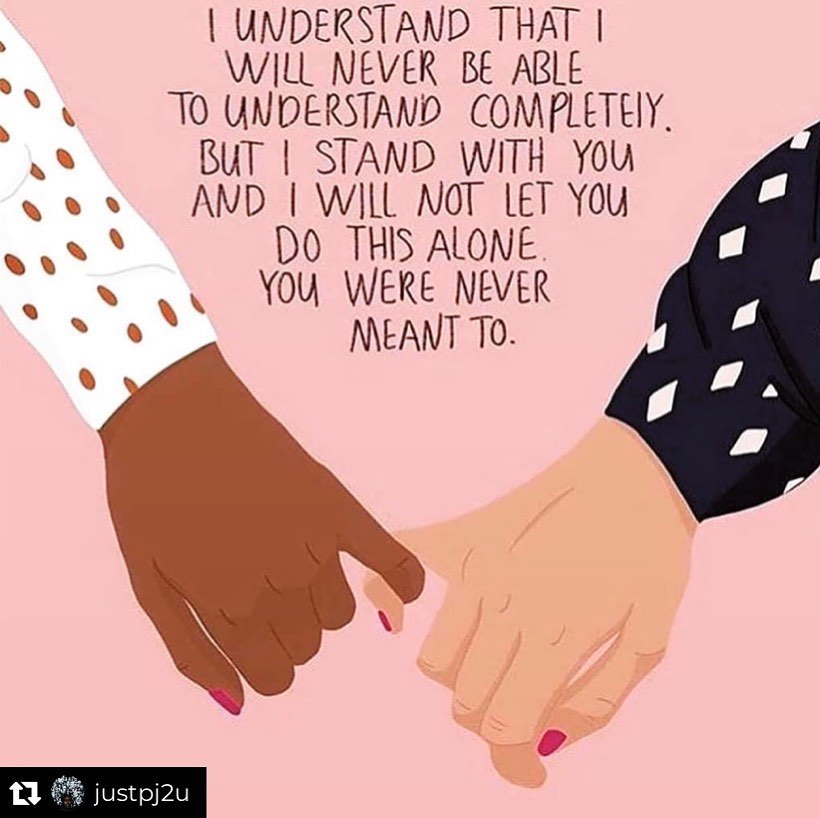 I UNDERSTAND THAT I
WILL NEVER BE ABLE
TO UNDERSTAND COMPLETELY.
BUT I STAND WITH YOU
AND I WILL NOT LET YOU
DO THIS ALONE.
YOU WERE NEVER
MEANT TO.
justpj2u